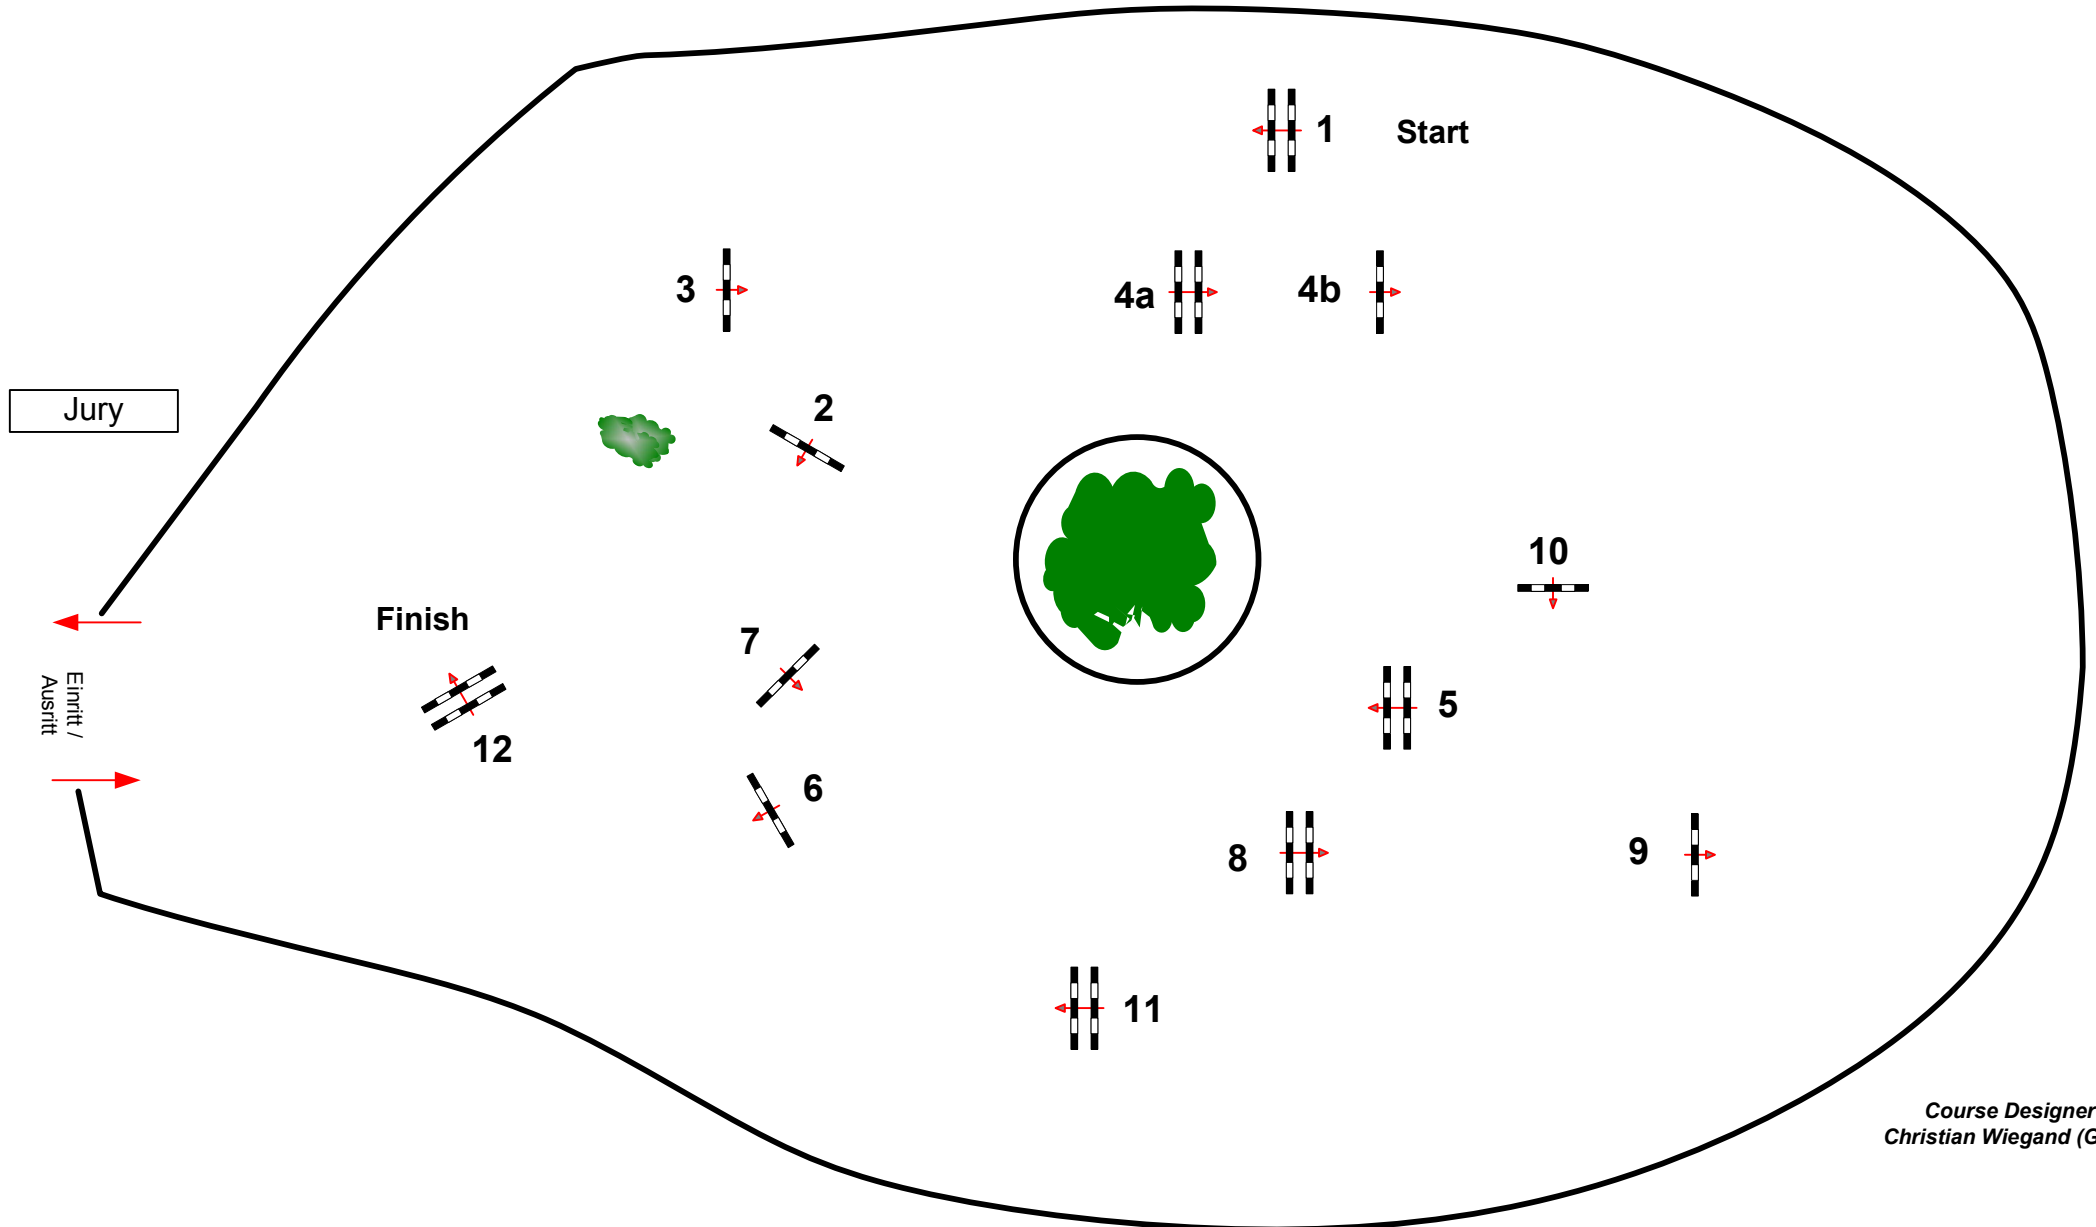 1
Start
3
4a
4b
Jury
2
10
Finish
7
Einritt /
Ausritt
5
12
6
8
9
11
Course Designer
Christian Wiegand (G